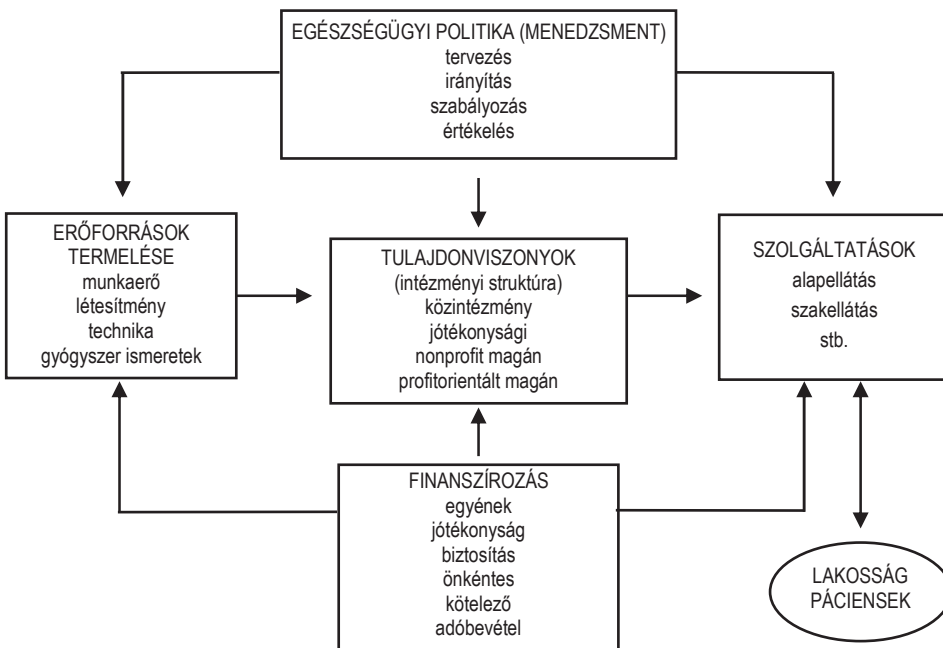 EGÉSZSÉGÜGYI POLITIKA (MENEDZSMENT)
tervezés
irányítás
szabályozás
értékelés
ERŐFORRÁSOK
TERMELÉSE
munkaerő
létesítmény
technika
gyógyszer ismeretek
TULAJDONVISZONYOK
(intézményi struktúra)
közintézmény
jótékonysági
nonprofit magán
profitorientált magán
SZOLGÁLTATÁSOK
alapellátás
szakellátás
stb.
FINANSZÍROZÁS
egyének
jótékonyság
biztosítás
önkéntes
kötelező
adóbevétel
LAKOSSÁG
PÁCIENSEK